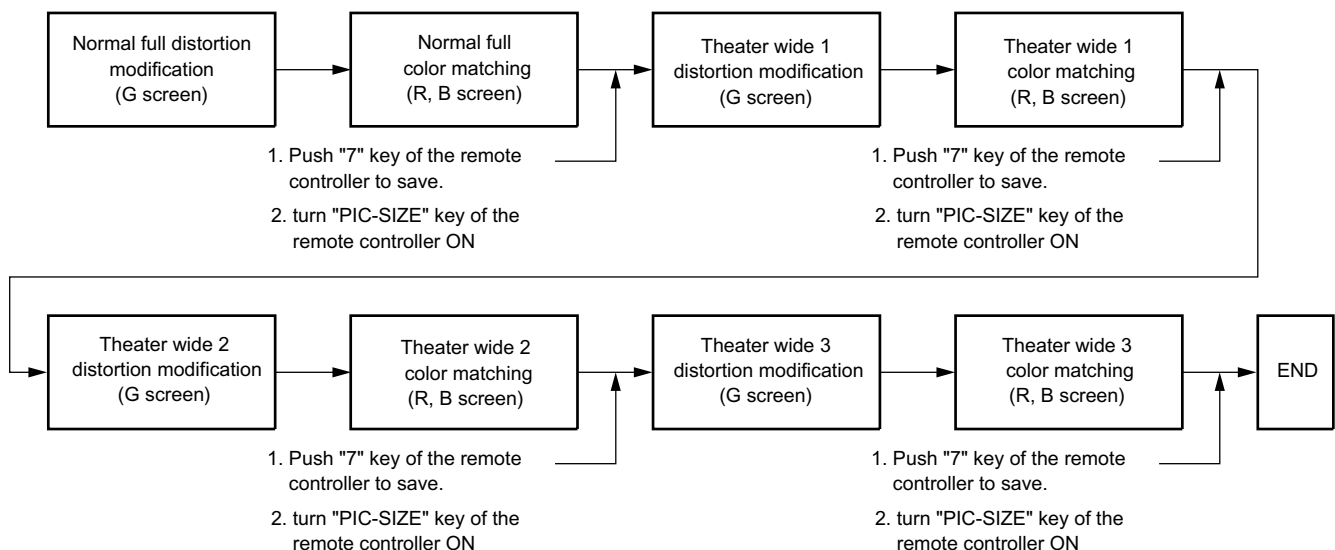 Normal full distortion
modification
(G screen)
Normal full
color matching
(R, B screen)
Theater wide 1
distortion modification
(G screen)
Theater wide 1
color matching
(R, B screen)
1. Push "7" key of the remote
controller to save.
2. turn "PIC-SIZE" key of the
remote controller ON
1. Push "7" key of the remote
controller to save.
2. turn "PIC-SIZE" key of the
remote controller ON
Theater wide 2
distortion modification
(G screen)
Theater wide 2
color matching
(R, B screen)
Theater wide 3
distortion modification
(G screen)
Theater wide 3
color matching
(R, B screen)
END
1. Push "7" key of the remote
controller to save.
2. turn "PIC-SIZE" key of the
remote controller ON
1. Push "7" key of the remote
controller to save.
2. turn "PIC-SIZE" key of the
remote controller ON